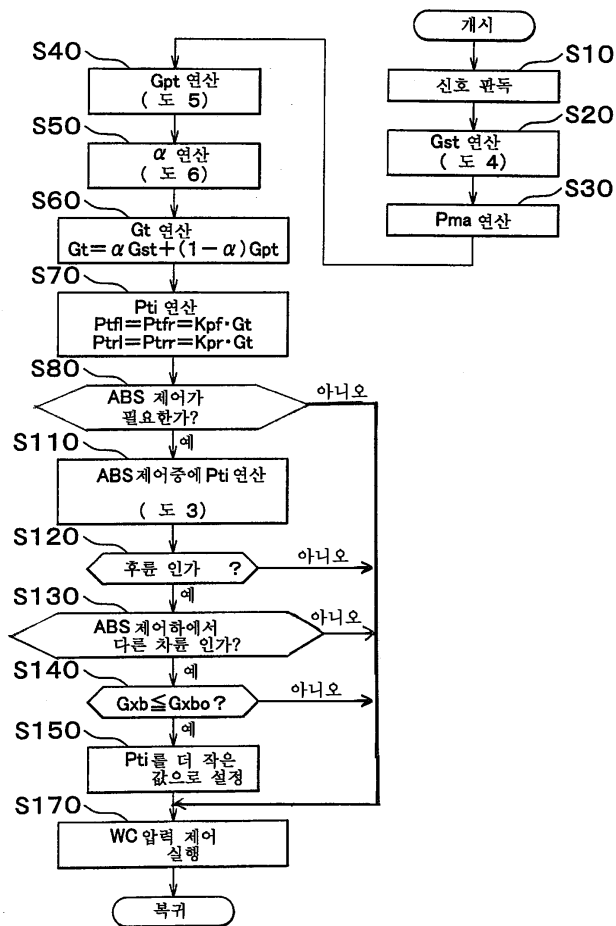 개시
S10
신호 판독
S20
Gst 연산
( 도 4)
S30
Pma 연산
S40
Gpt 연산
( 도 5)
S50
α 연산
( 도 6)
S60
Gt 연산
Gt=αGst+(1-α)Gpt
S70
Pti 연산
Ptfl=Ptfr=Kpf·Gt
Ptrl=Ptrr=Kpr·Gt
S80
ABS 제어가
필요한가?
아니오
예
S110
ABS제어중에 Pti 연산
( 도 3)
S120
후륜 인가 ?
아니오
예
S130
ABS 제어하에서
다른 차륜 인가?
아니오
예
S140
Gxb≦Gxbo?
아니오
예
S150
Pti를 더 작은
값으로 설정
S170
WC 압력 제어
실행
복귀